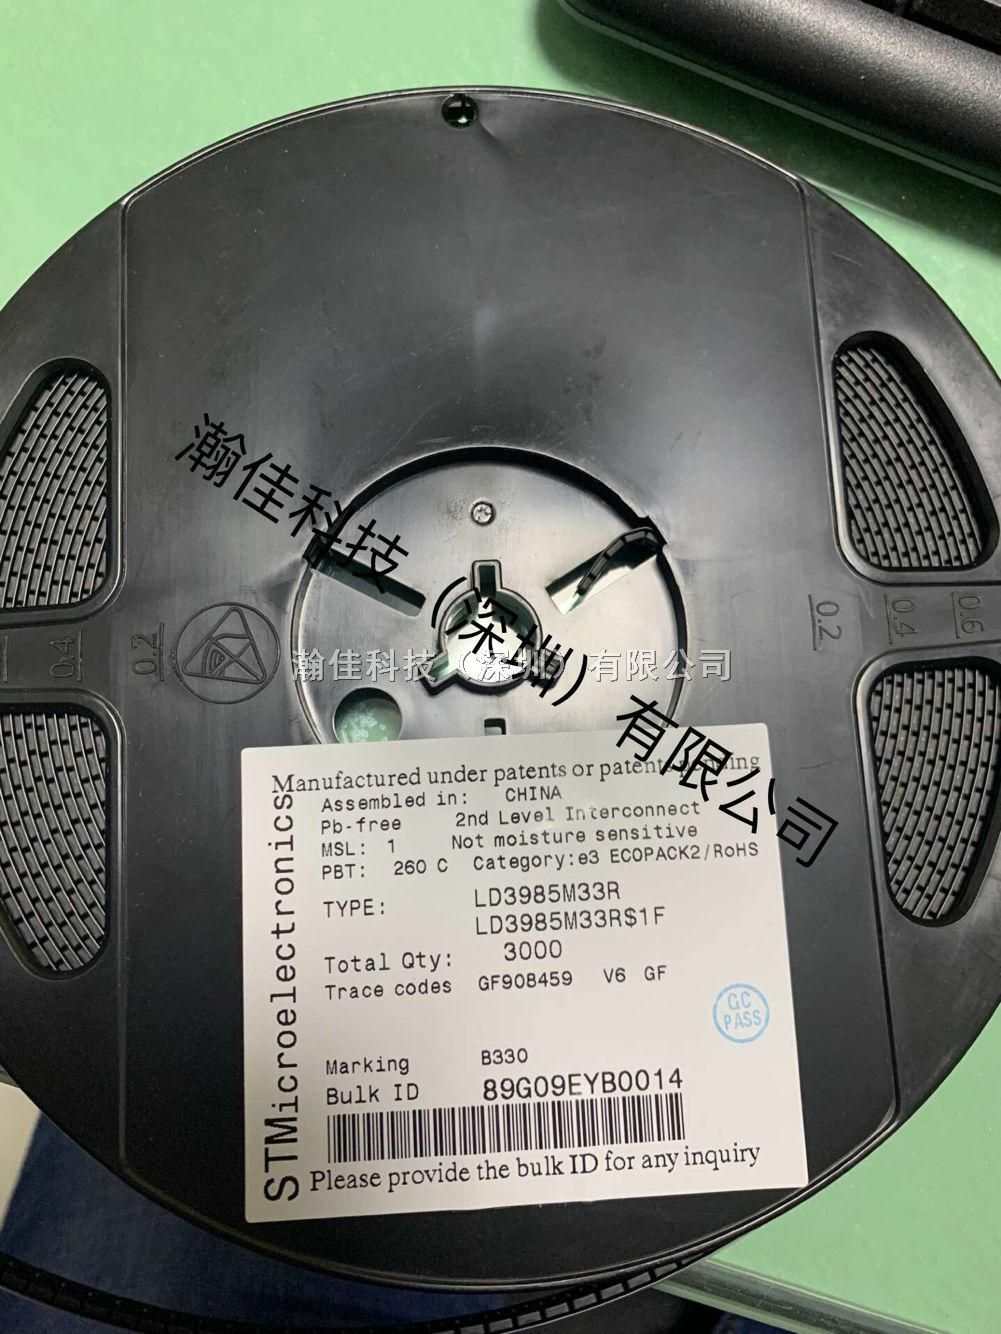 瀚佳科技（深圳）有限公司
0.4
0.2
0.2
0.4
0.6
瀚佳科技（深圳）有限公司
Manufactured under patents or patents pending
STMicroelectronics
Assembled in: CHINA
Pb-free 2nd Level Interconnect
MSL: 1 Not moisture sensitive
PBT: 260 C Category:e3 ECOPACK2/RoHS
TYPE: LD3985M33R
LD3985M33R$1F
Total Qty: 3000
Trace codes GF908459 V6 GF
QC
PASS
Marking B330
Bulk ID 89G09EYB0014
Please provide the bulk ID for any inquiry